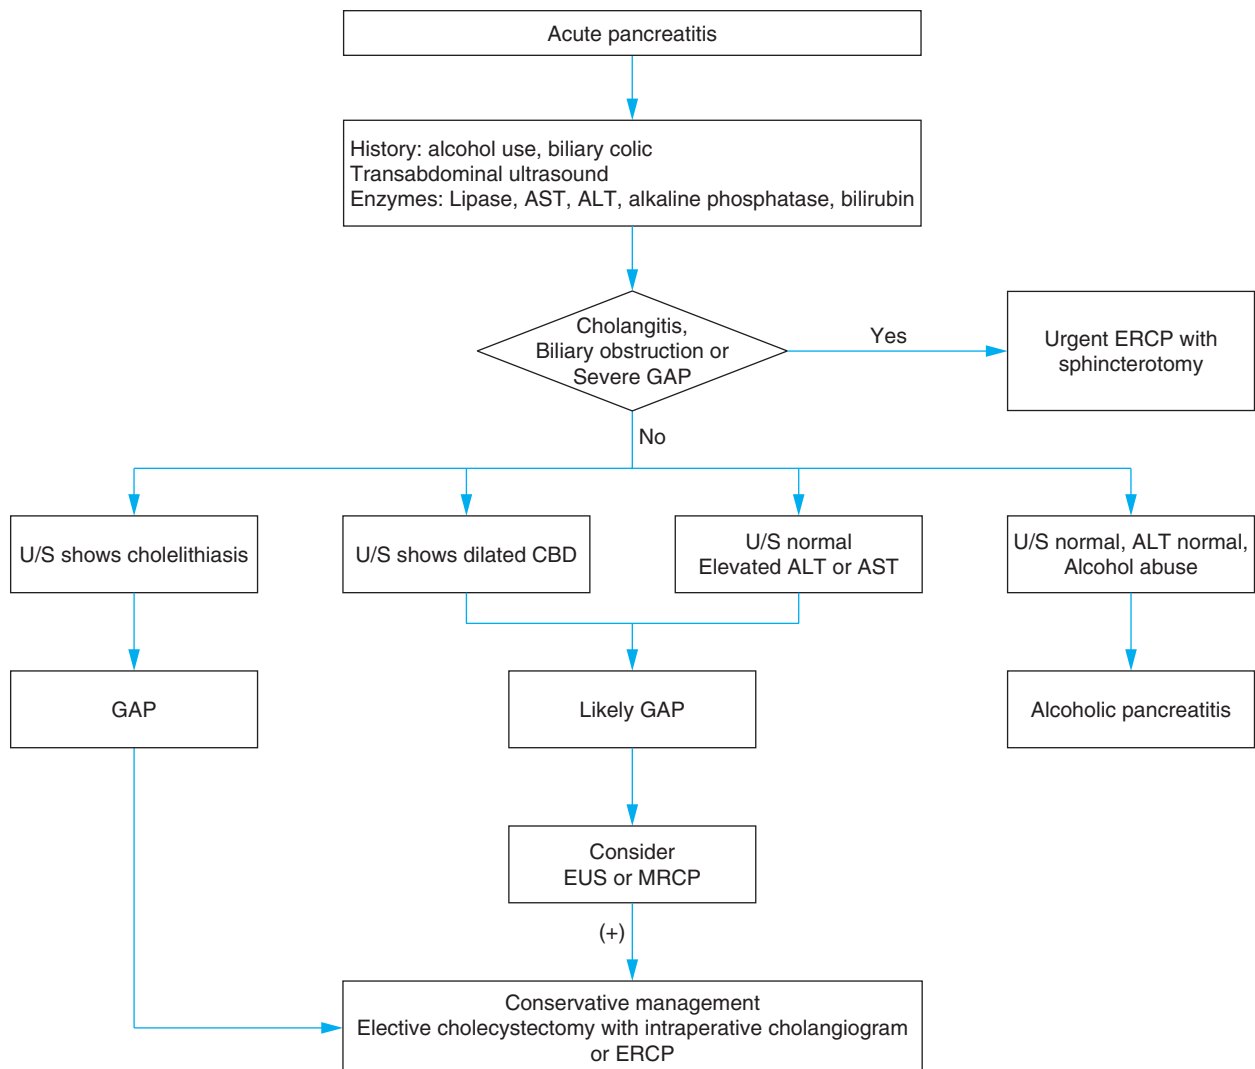 Acute pancreatitis
History: alcohol use, biliary colic
Transabdominal ultrasound
Enzymes: Lipase, AST, ALT, alkaline phosphatase, bilirubin
Cholangitis,
Biliary obstruction or
Severe GAP
Yes
Urgent ERCP with
sphincterotomy
No
U/S shows cholelithiasis
U/S shows dilated CBD
U/S normal
Elevated ALT or AST
U/S normal, ALT normal,
Alcohol abuse
GAP
Likely GAP
Alcoholic pancreatitis
Consider
EUS or MRCP
(+)
Conservative management
Elective cholecystectomy with intraperative cholangiogram
or ERCP